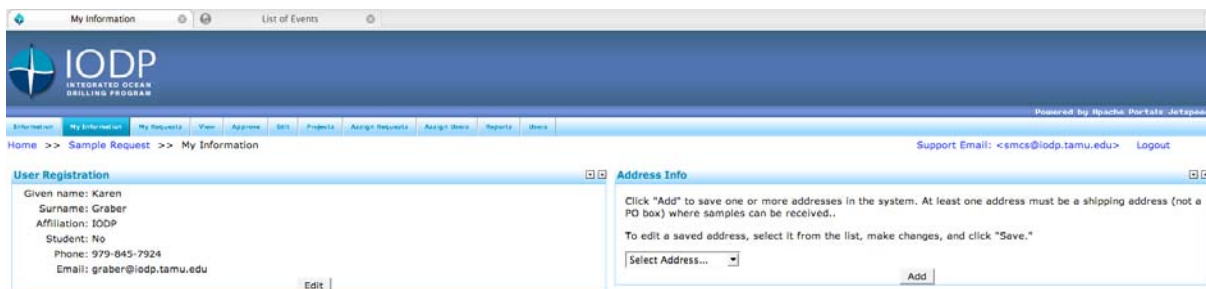 My Information
List of Events
IODP
INTEGRATED OCEAN
DRILLING PROGRAM
Powered by Apache Portals Jetspee
Information My Information My Requests View Approve Edit Projects Assign Requests Assign Users Reports Users
Home >> Sample Request >> My Information
Support Email: <smcs@iodp.tamu.edu> Logout
User Registration
Given name: Karen
Surname: Graber
Affiliation: IODP
Student: No
Phone: 979-845-7924
Email: graber@iodp.tamu.edu
Edit
Address Info
Click "Add" to save one or more addresses in the system. At least one address must be a shipping address (not a
PO box) where samples can be received..
To edit a saved address, select it from the list, make changes, and click "Save."
Select Address...
Add